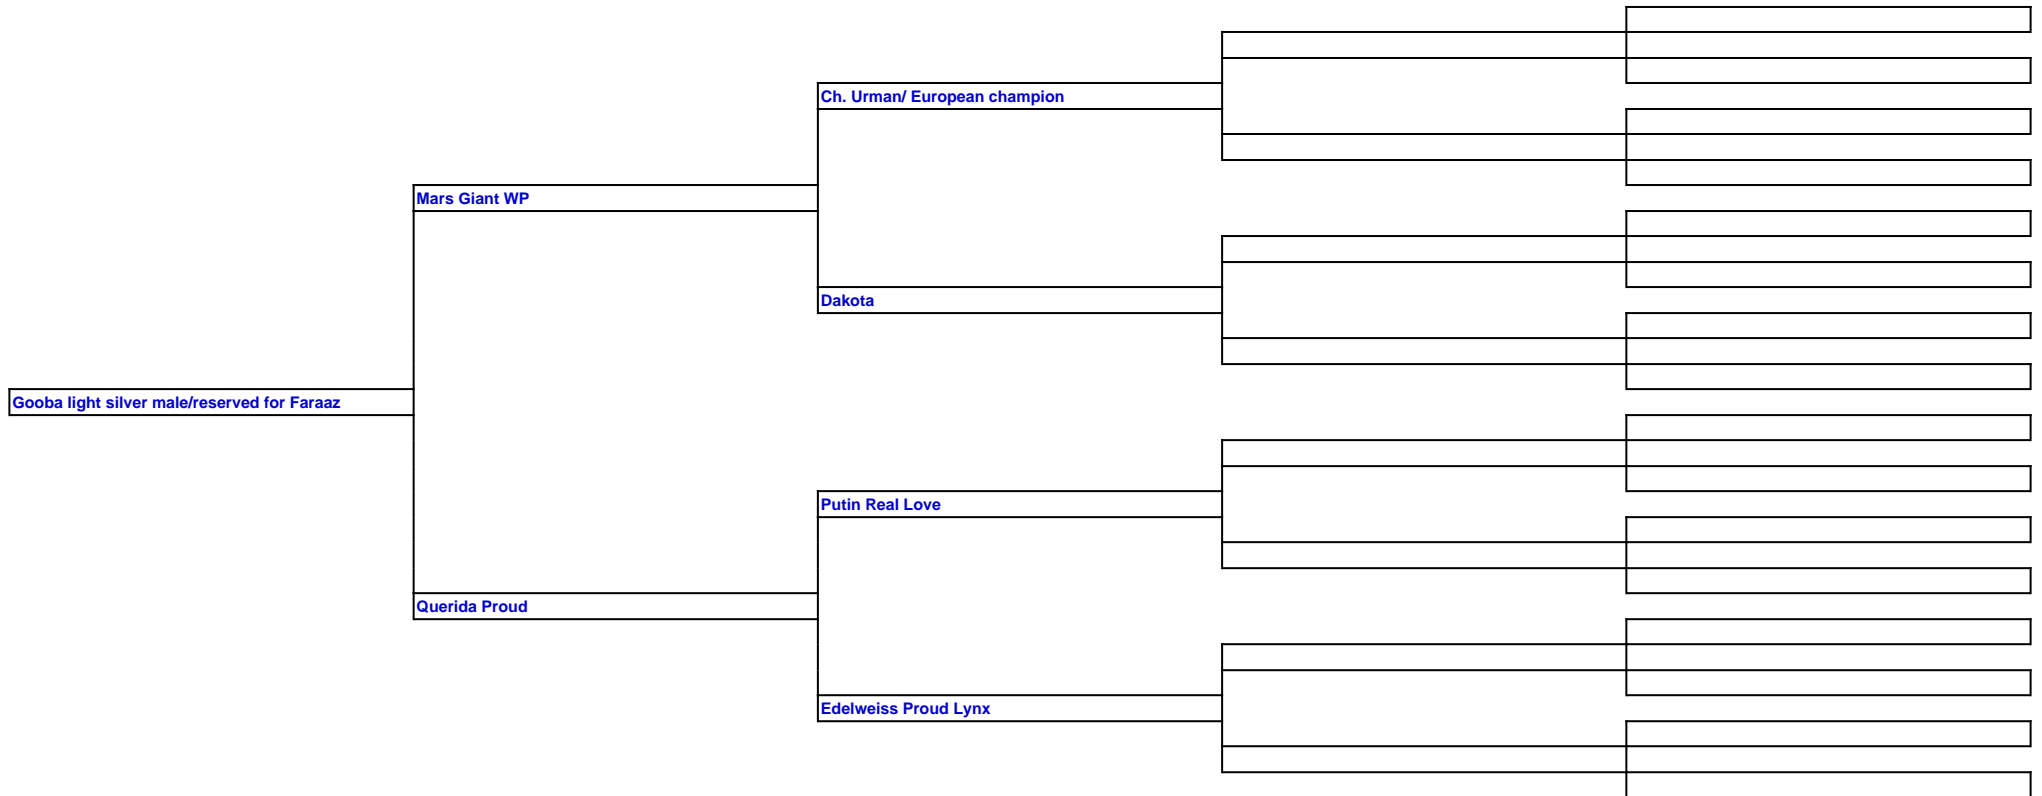 Ch. Urman/ European champion
Mars Giant WP
Dakota
Gooba light silver male/reserved for Faraaz
Putin Real Love
Querida Proud
Edelweiss Proud Lynx